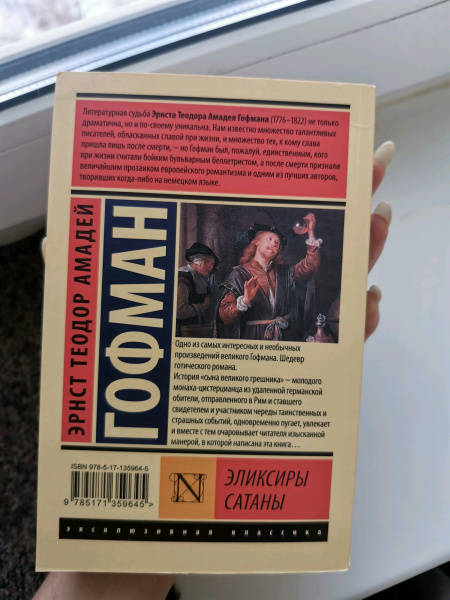 Литературная судьба Эрнста Теодора Амадея Гофмана (1776–1822) не только
драматична, но и по-своему уникальна. Нам известно множество талантливых
писателей, обласканных славой при жизни, и множество тех, к кому слава
пришла лишь после смерти, – но Гофман был, пожалуй, единственным, кого
при жизни считали бойким бульварным беллетристом, а после смерти признали
величайшим прозаиком европейского романтизма и одним из лучших авторов,
творивших когда-либо на немецком языке.
ЭРНСТ ТЕОДОР АМАДЕЙ
ГОФМАН
Одно из самых интересных и необычных
произведений великого Гофмана. Шедевр
готического романа.
История «сына великого грешника» – молодого
монаха-цистерцианца из удаленной германской
обители, отправленного в Рим и ставшего
свидетелем и участником череды таинственных и
страшных событий, одновременно пугает, увлекает
и вместе с тем очаровывает читателя изысканной
манерой, в которой написана эта книга…
ISBN 978-5-17-135964-5
9 785171 359645>
N
ЭЛИКСИРЫ
САТАНЫ
эксклюзивная классика